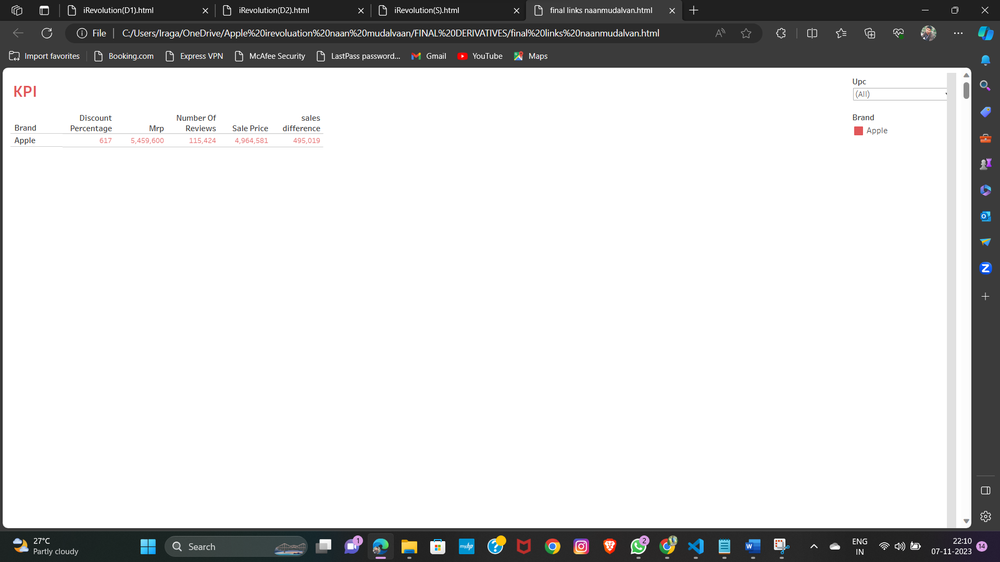 iRevolution(D1).html
iRevolution(D2).html
iRevolution(S).html
final links naanmudalvan.html
File
C:/Users/Iraga/OneDrive/Apple%20irevoluation%20naan%20mudalvaan/FINAL%20DERIVATIVES/final%20links%20naanmudalvan.html
Import favorites
Booking.com
Express VPN
McAfee Security
LastPass password...
Gmail
YouTube
Maps
KPI
Upc
(All)
Brand
Apple
Brand Discount Percentage Mrp Number Of Reviews Sale Price sales difference
Apple 617 5,459,600 115,424 4,964,581 495,019
27°C
Partly cloudy
Search
1
myhp
2
ENG
IN
22:10
07-11-2023
14